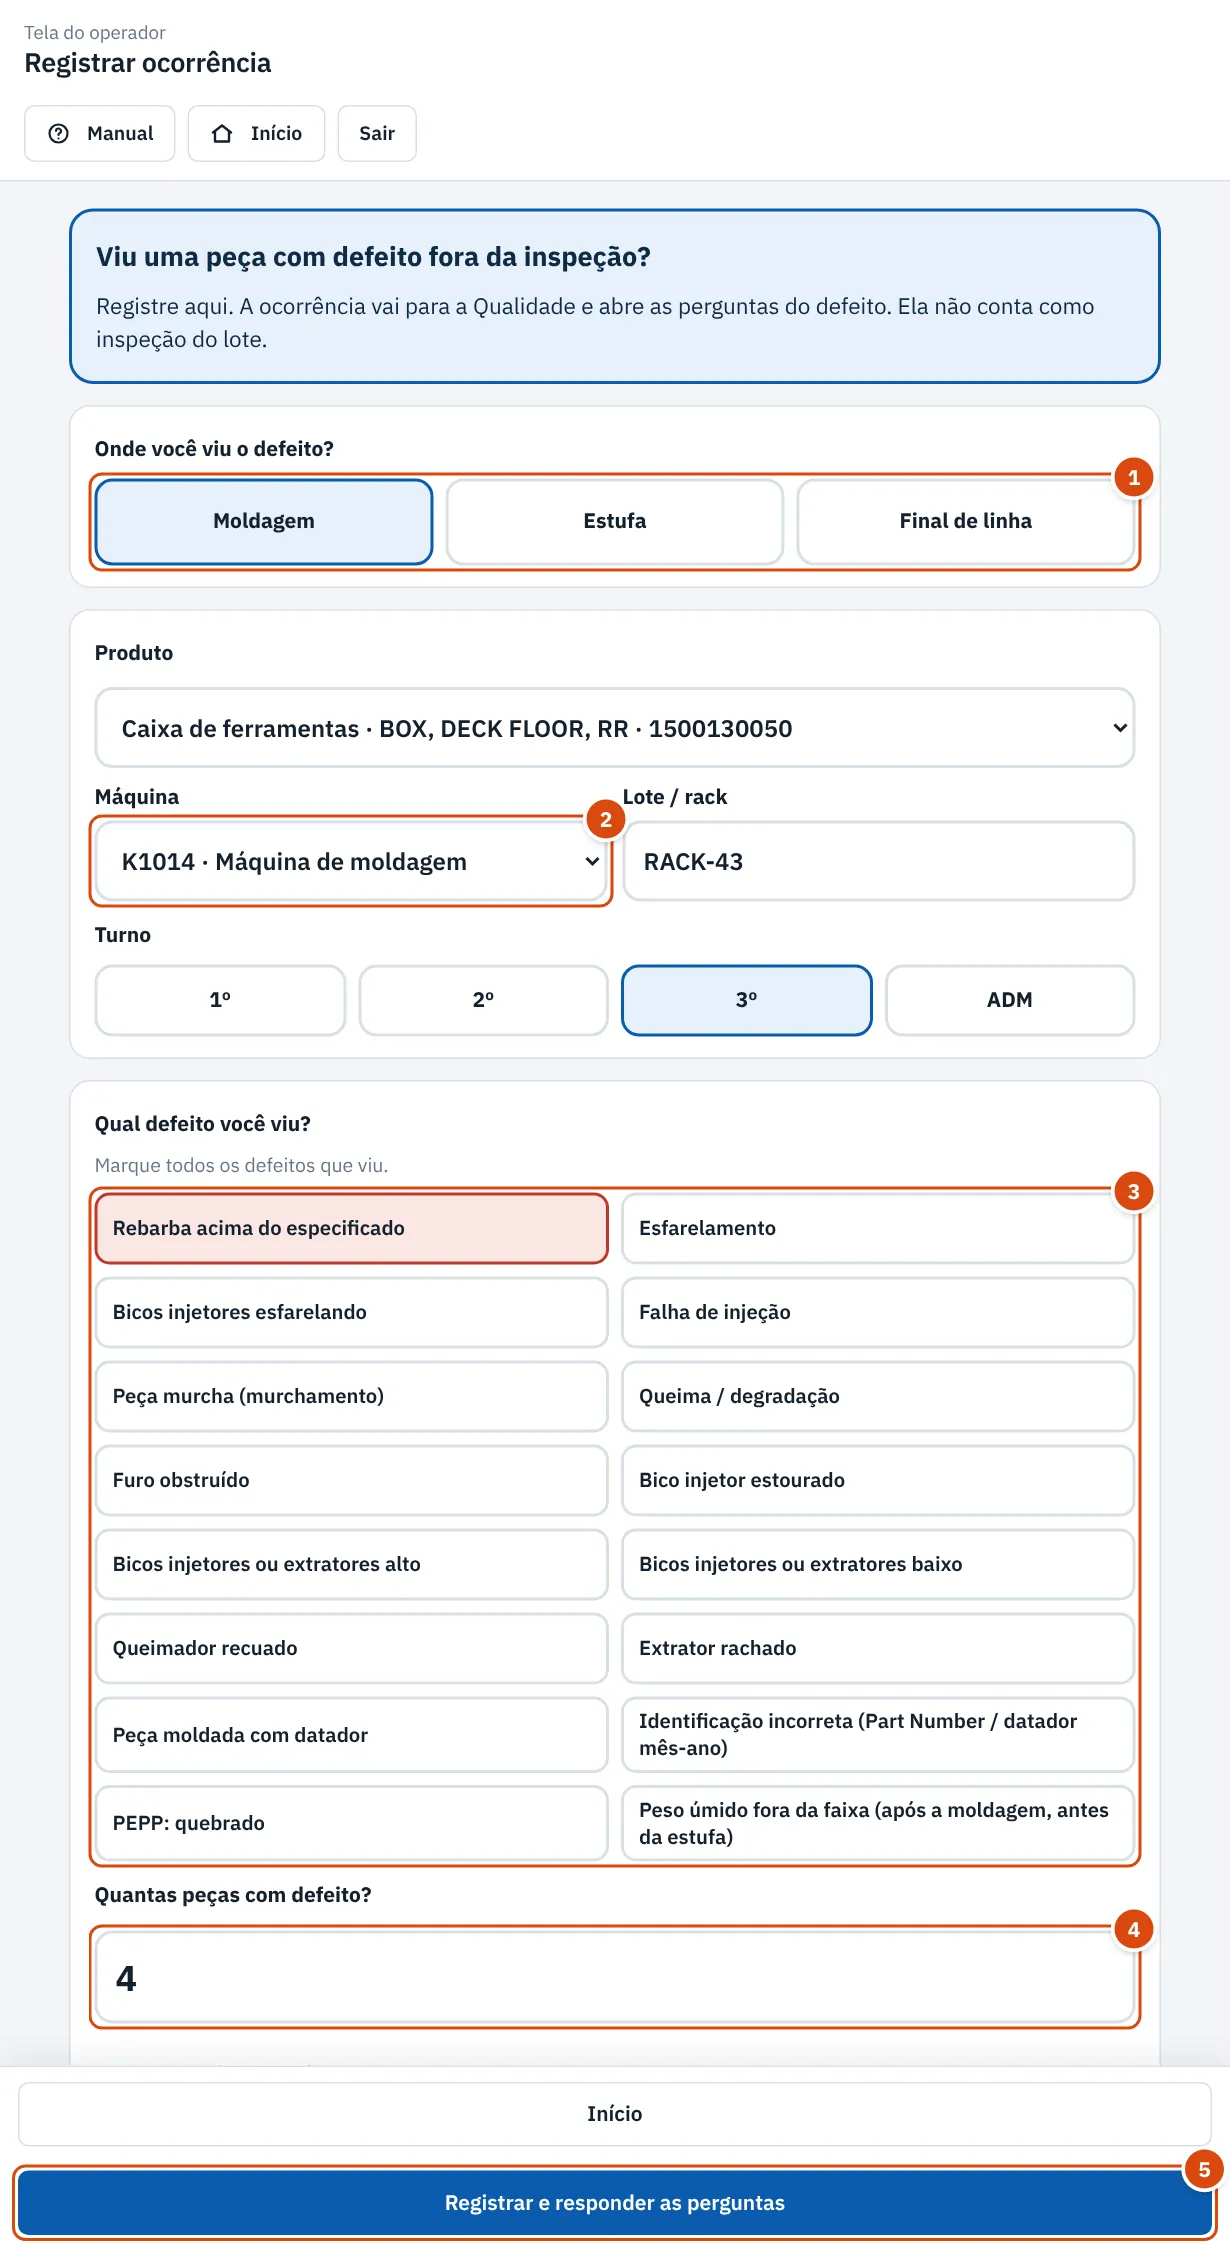 Tela do operador
Registrar ocorrência
Manual
Início
Sair
Viu uma peça com defeito fora da inspeção?
Registre aqui. A ocorrência vai para a Qualidade e abre as perguntas do defeito. Ela não conta como
inspeção do lote.
Onde você viu o defeito?
1
Moldagem
Estufa
Final de linha
Produto
Caixa de ferramentas · BOX, DECK FLOOR, RR · 1500130050
Máquina
Lote / rack
2
K1014 · Máquina de moldagem
RACK-43
Turno
1º
2º
3º
ADM
Qual defeito você viu?
Marque todos os defeitos que viu.
3
Rebarba acima do especificado
Esfarelamento
Bicos injetores esfarelando
Falha de injeção
Peça murcha (murchamento)
Queima / degradação
Furo obstruído
Bico injetor estourado
Bicos injetores ou extratores alto
Bicos injetores ou extratores baixo
Queimador recuado
Extrator rachado
Peça moldada com datador
Identificação incorreta (Part Number / datador
mês-ano)
PEPP: quebrado
Peso úmido fora da faixa (após a moldagem, antes
da estufa)
Quantas peças com defeito?
4
4
Início
5
Registrar e responder as perguntas